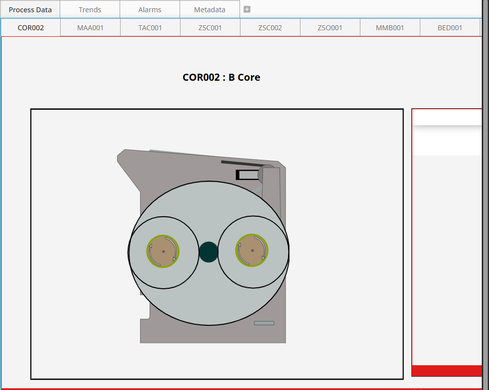 Process Data Trends Alarms Metadata
COR002 MAA001 TAC001 ZSC001 ZSC002 ZSO001 MMB001 BED001
COR002 : B Core